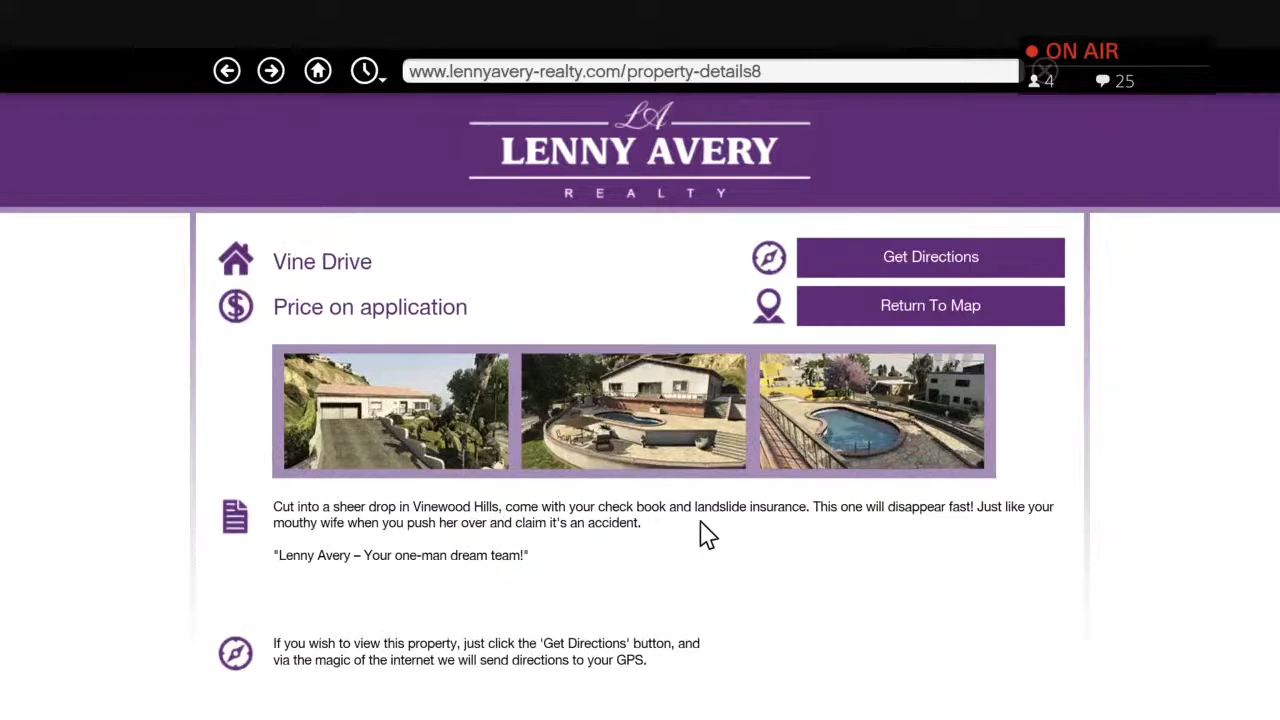 www.lennyavery-realty.com/property-details8
ON AIR
4
25
LA
LENNY AVERY
REALTY
Vine Drive
Get Directions
Price on application
Return To Map
Cut into a sheer drop in Vinewood Hills, come with your check book and landslide insurance. This one will disappear fast! Just like your
mouthy wife when you push her over and claim it's an accident.
"Lenny Avery – Your one-man dream team!"
If you wish to view this property, just click the 'Get Directions' button, and
via the magic of the internet we will send directions to your GPS.